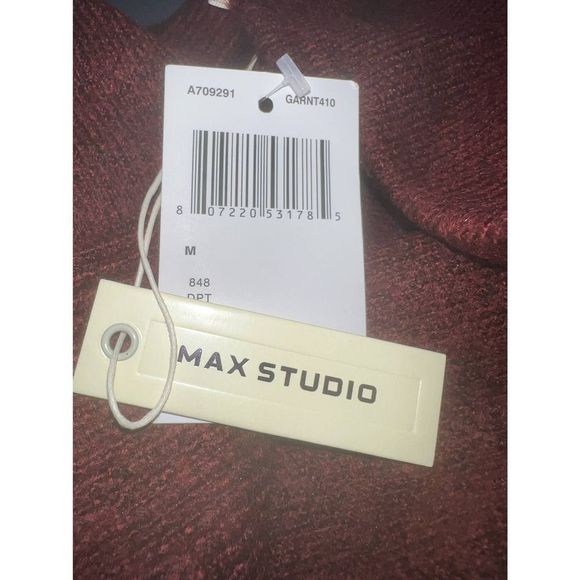 A709291 GARNT410
8 07220 53178 5
M
848
DPT
MAX STUDIO